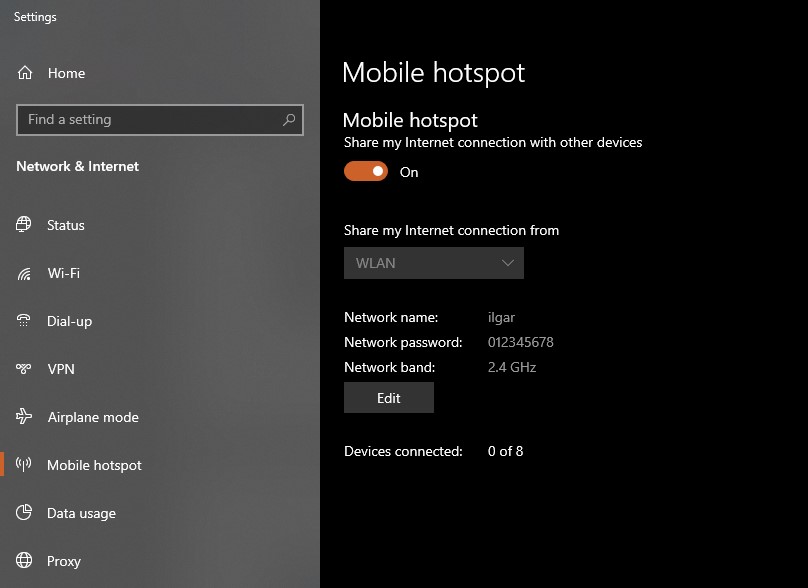 Settings
Home
Find a setting
Network & Internet
Status
Wi-Fi
Dial-up
VPN
Airplane mode
Mobile hotspot
Data usage
Proxy
Mobile hotspot
Mobile hotspot
Share my Internet connection with other devices
On
Share my Internet connection from
WLAN
Network name: ilgar
Network password: 012345678
Network band: 2.4 GHz
Edit
Devices connected: 0 of 8